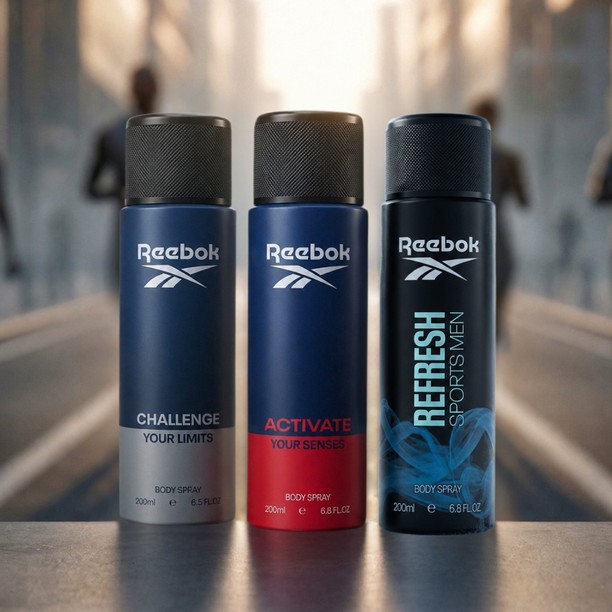 Reebok
CHALLENGE
YOUR LIMITS
BODY SPRAY
200ml e 6.5 FL.OZ
Reebok
ACTIVATE
YOUR SENSES
BODY SPRAY
200ml e 6.8 FL.OZ
Reebok
REFRESH
SPORTS MEN
BODY SPRAY
200ml e 6.8 FL.OZ